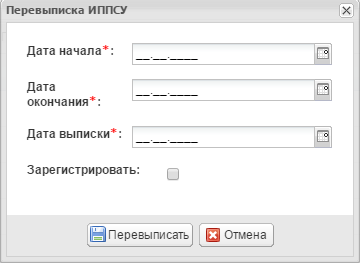 Перевыписка ИППСУ
Дата начала*: __.__.____
Дата
окончания*: __.__.____
Дата выписки*: __.__.____
Зарегистрировать:
Перевыписать Отмена